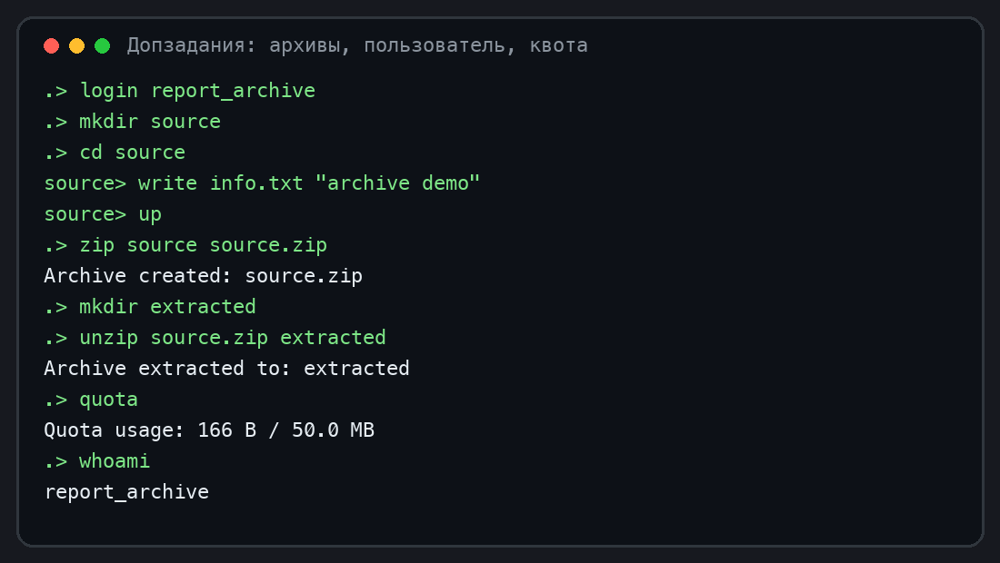 Допзадания: архивы, пользователь, квота
.> login report_archive
.> mkdir source
.> cd source
source> write info.txt "archive demo"
source> up
.> zip source source.zip
Archive created: source.zip
.> mkdir extracted
.> unzip source.zip extracted
Archive extracted to: extracted
.> quota
Quota usage: 166 B / 50.0 MB
.> whoami
report_archive